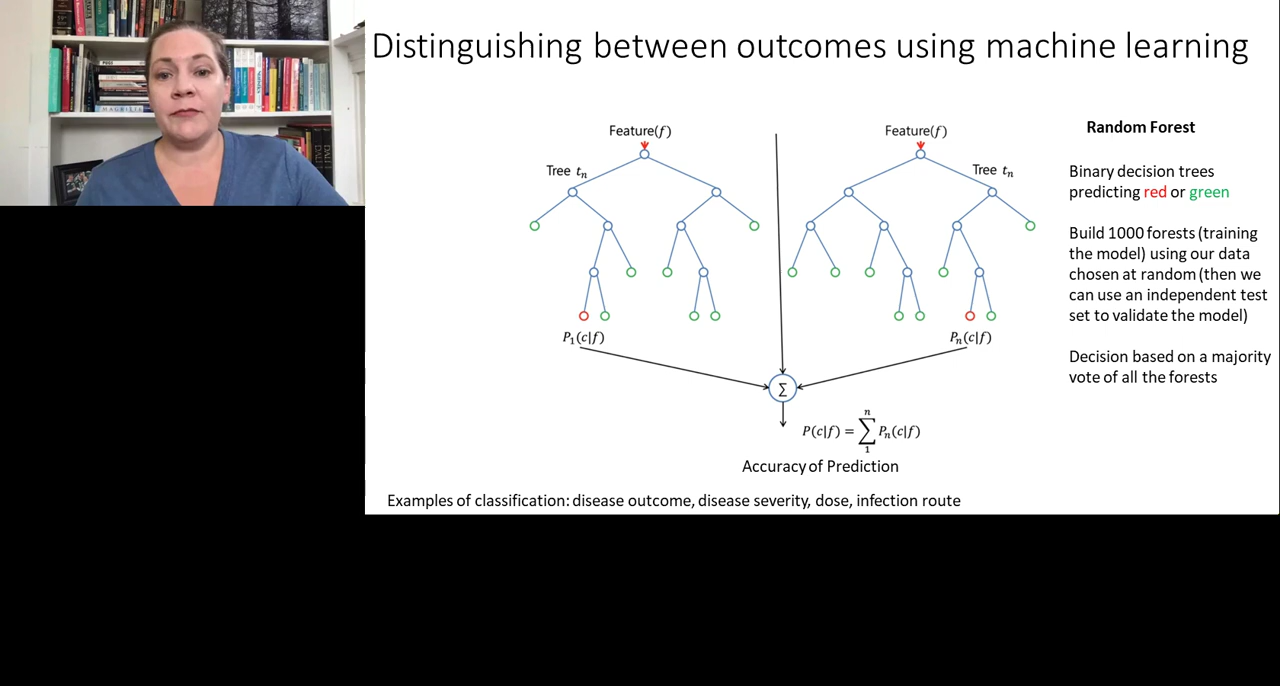 Distinguishing between outcomes using machine learning
Feature(f)
Tree tₙ
P₁(c|f)
Feature(f)
Tree tₙ
Pₙ(c|f)
∑
P(c|f) = ∑₁ⁿ Pₙ(c|f)
Accuracy of Prediction
Random Forest
Binary decision trees
predicting red or green
Build 1000 forests (training
the model) using our data
chosen at random (then we
can use an independent test
set to validate the model)
Decision based on a majority
vote of all the forests
Examples of classification: disease outcome, disease severity, dose, infection route